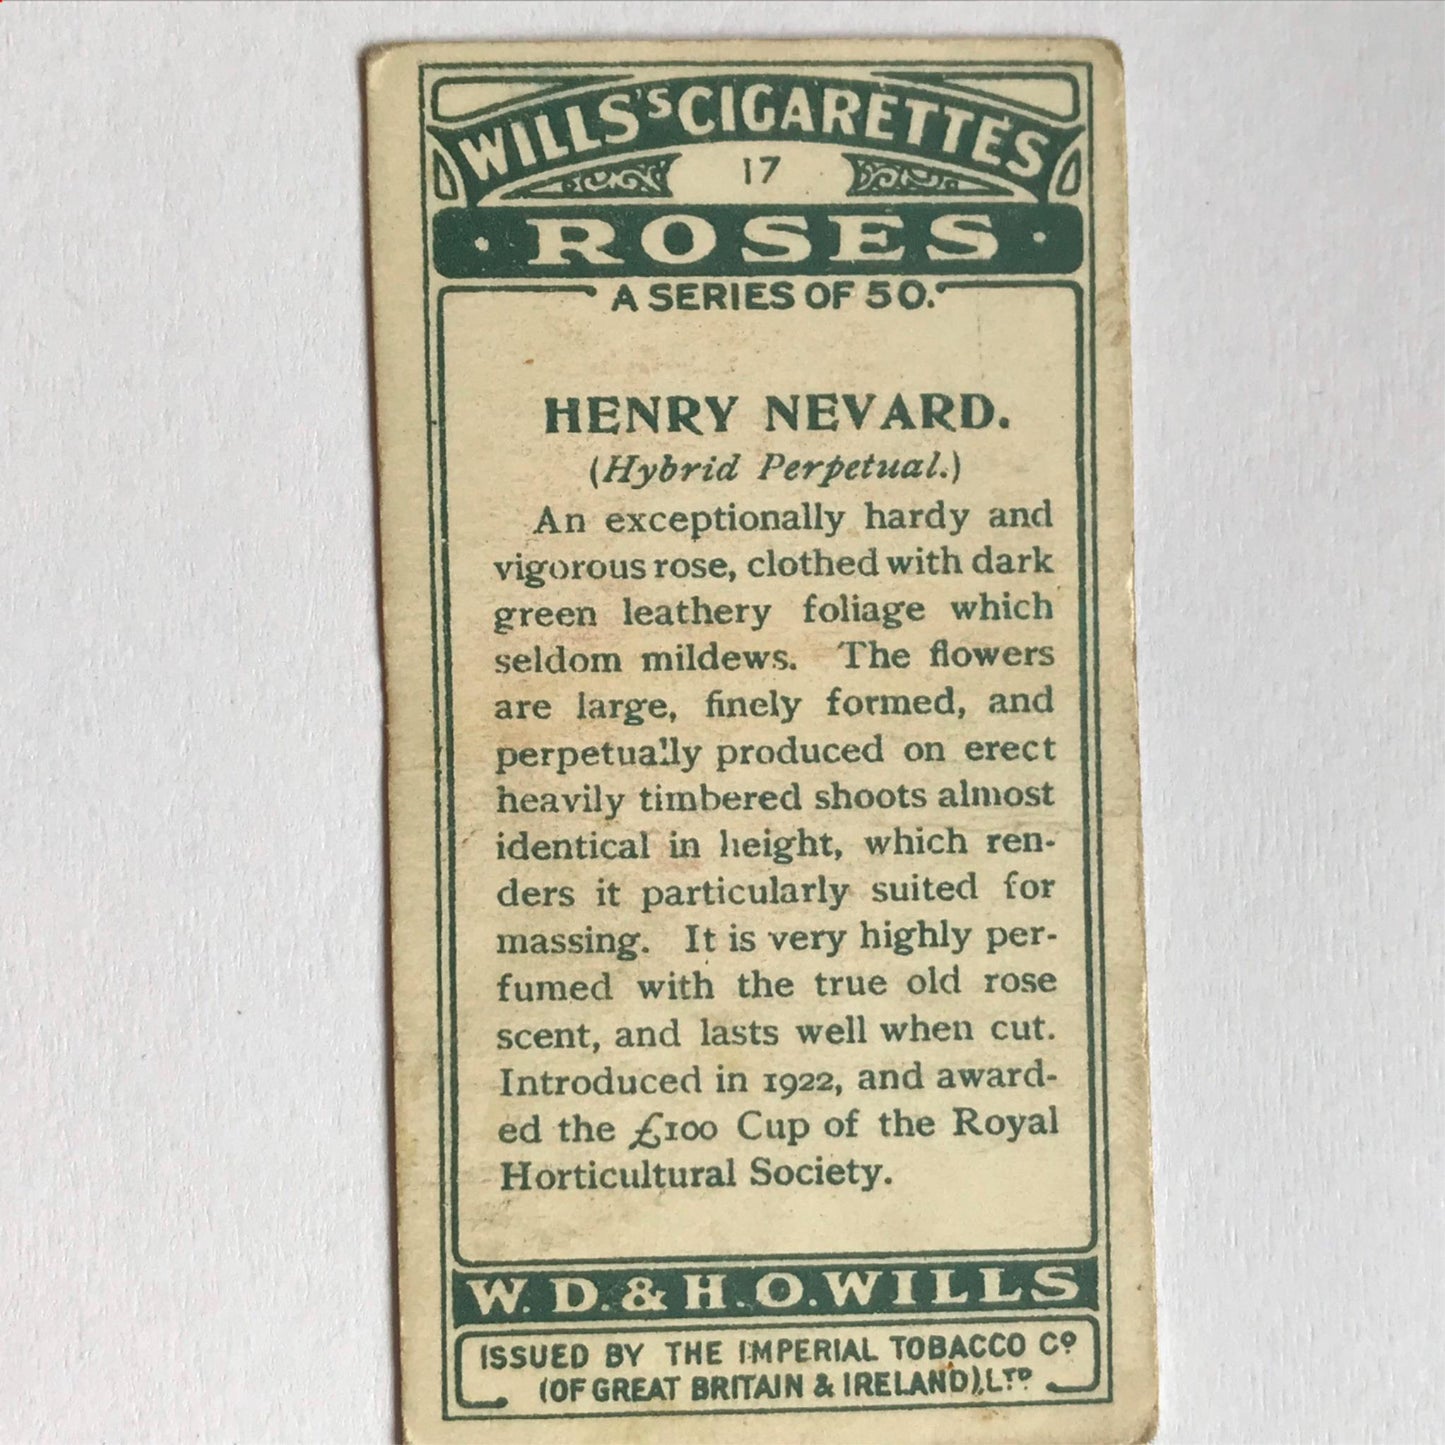 WILLS'S CIGARETTES
17
· ROSES ·
A SERIES OF 50.
HENRY NEVARD.
(Hybrid Perpetual.)
An exceptionally hardy and
vigorous rose, clothed with dark
green leathery foliage which
seldom mildews. The flowers
are large, finely formed, and
perpetually produced on erect
heavily timbered shoots almost
identical in height, which ren-
ders it particularly suited for
massing. It is very highly per-
fumed with the true old rose
scent, and lasts well when cut.
Introduced in 1922, and award-
ed the £100 Cup of the Royal
Horticultural Society.
W. D. & H. O. WILLS
ISSUED BY THE IMPERIAL TOBACCO CO
(OF GREAT BRITAIN & IRELAND), LTD